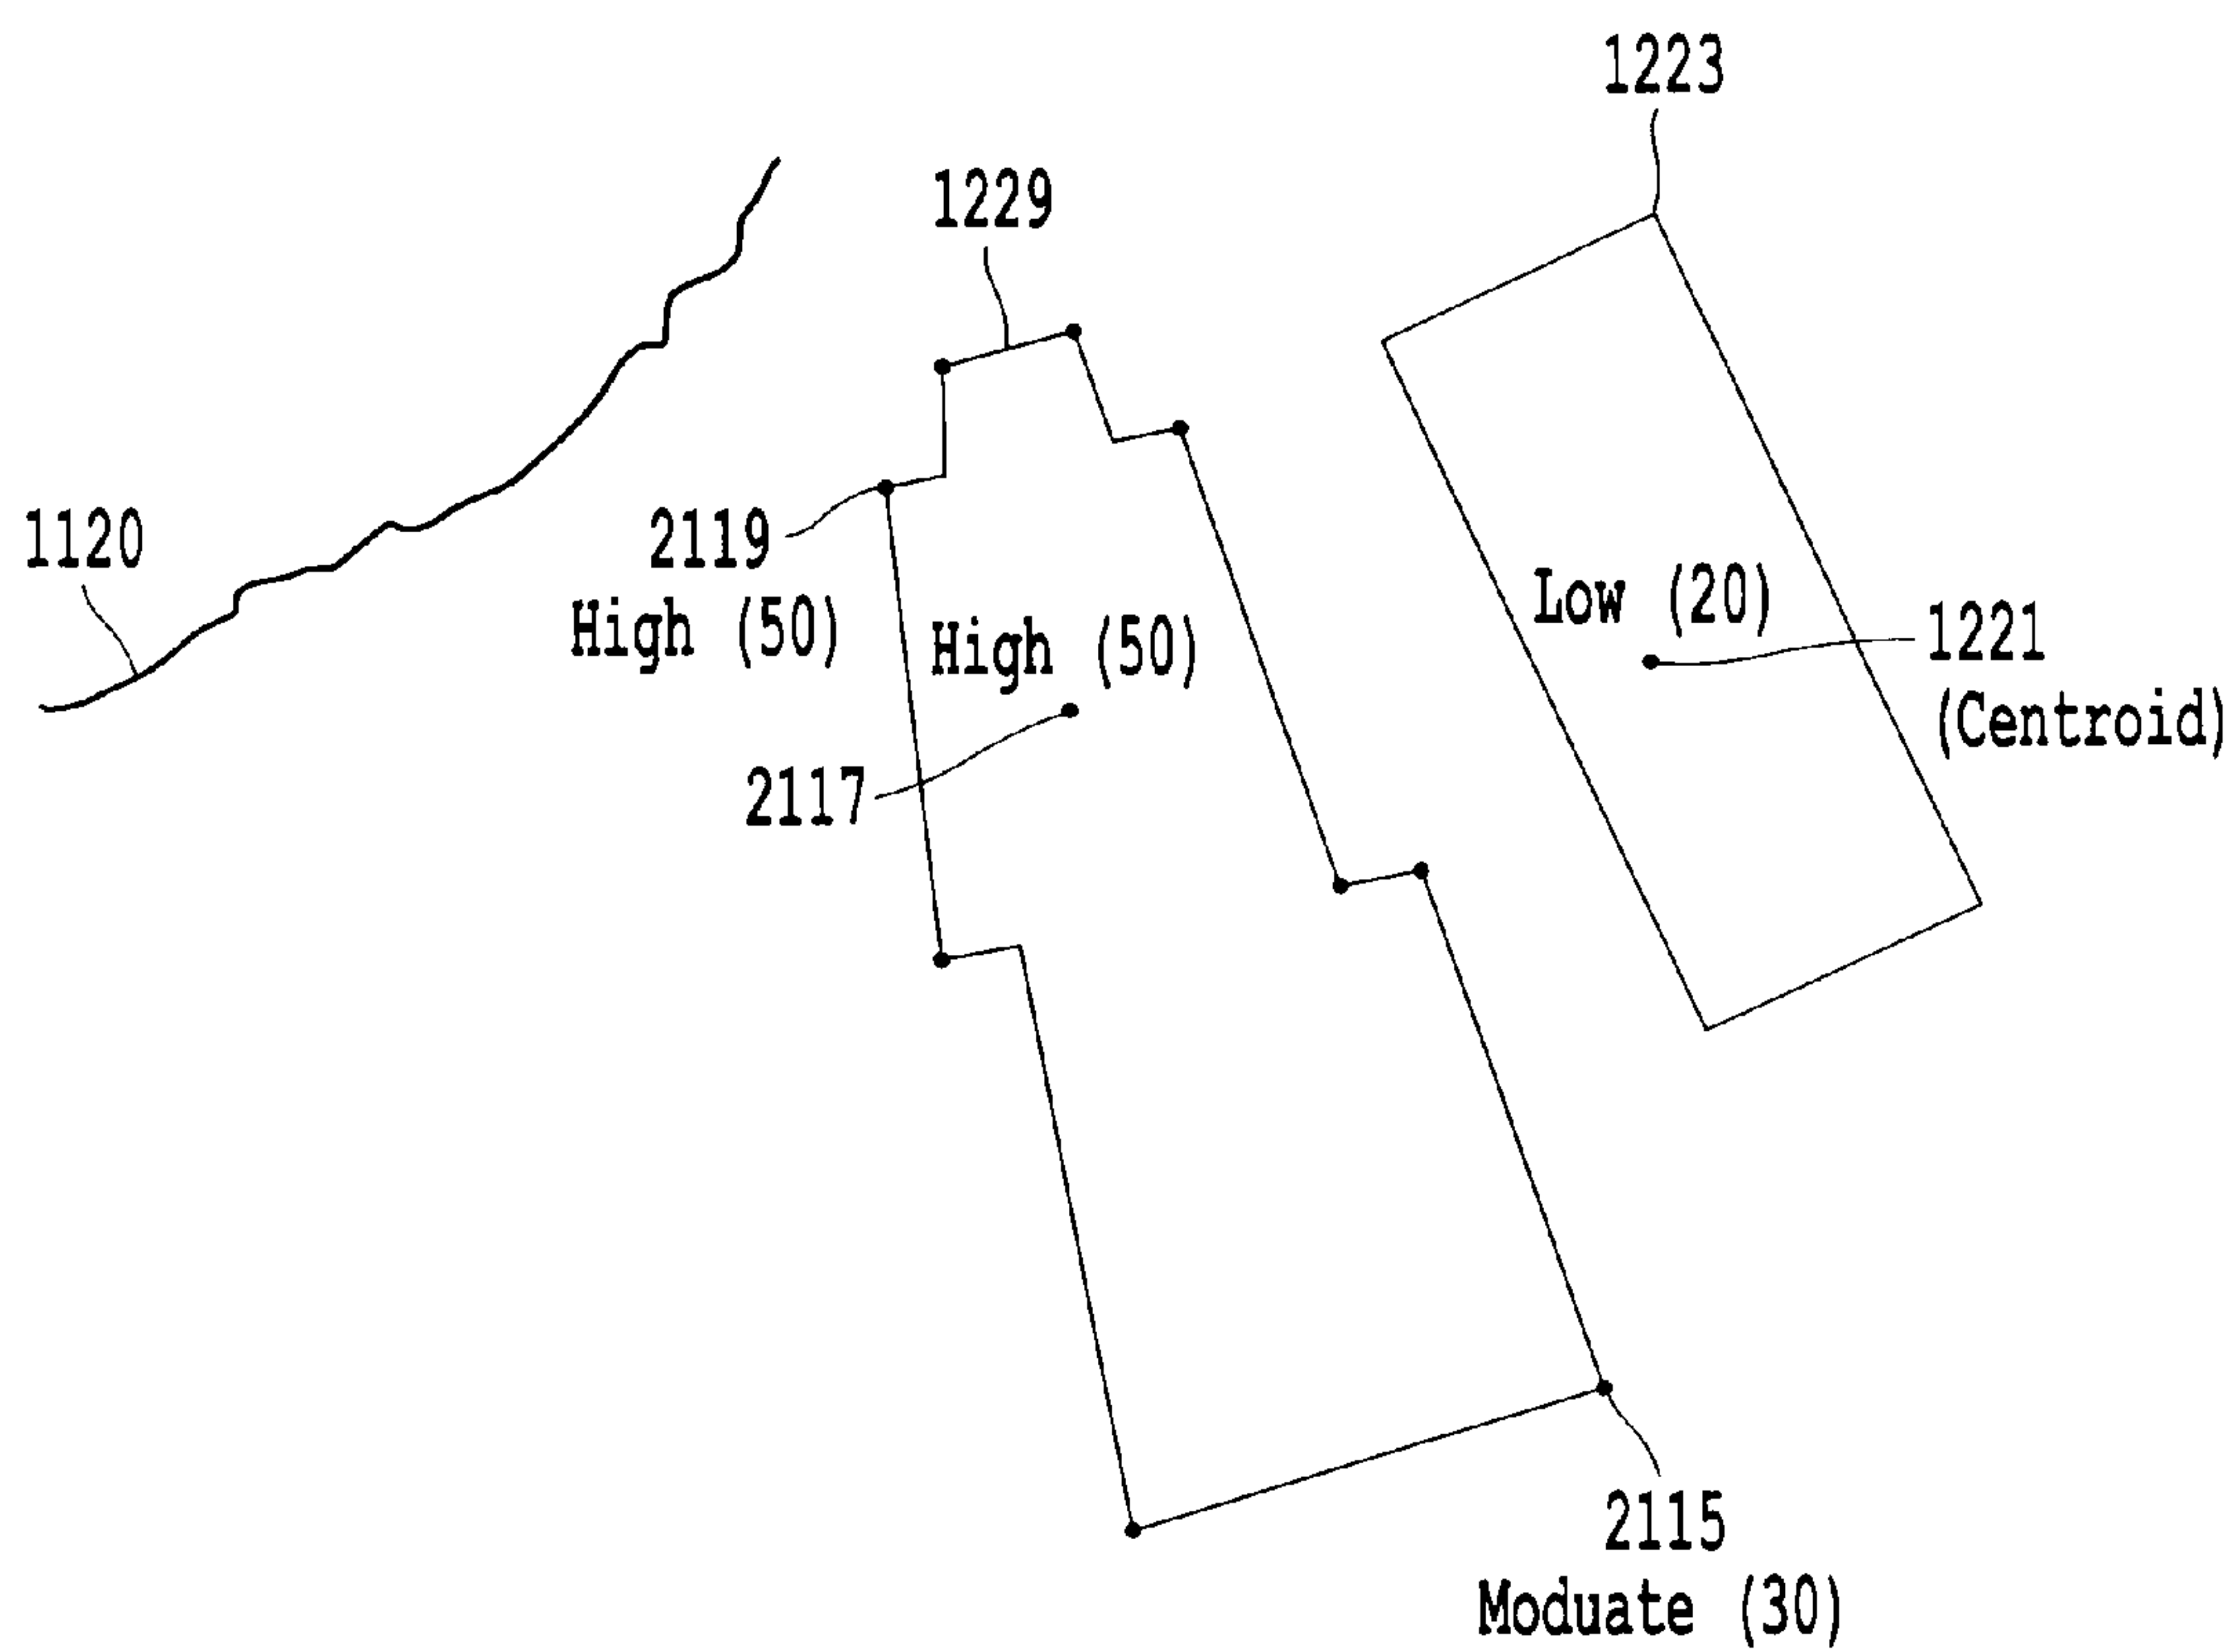 1223
1229
1120
2119
High (50)
High (50)
Low (20)
1221
(Centroid)
2117
2115
Moduate (30)